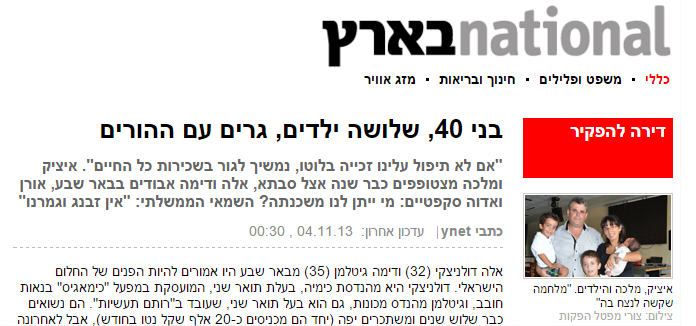 national בארץ
כללי ▪ משפט ופלילים ▪ חינוך ובריאות ▪ מזג אוויר
דירה להפקיר
בני 40, שלושה ילדים, גרים עם ההורים
"אם לא תיפול עלינו זכייה בלוטו, נמשיך לגור בשכירות כל החיים". איציק
ומלכה מצטופפים כבר שנה אצל סבתא, אלה ודימה אבודים בבאר שבע, אורן
ואדוה סקפטיים: מי ייתן לנו משכנתה? השמאי הממשלתי: "אין זבנג וגמרנו"
כתבי ynet | עדכון אחרון: 04.11.13 , 00:30
איציק, מלכה והילדים. "מלחמה
קשה לנצח בה"
צילום: צורי מפטל הפקות
אלה דולניצקי (32) ודימה גיטלמן (35) מבאר שבע היו אמורים להיות הפנים של החלום
הישראלי. דולניצקי היא מהנדסת כימיה, בעלת תואר שני, המועסקת במפעל "כימאגיס" בנאות
חובב, וגיטלמן מהנדס מכונות, גם הוא בעל תואר שני, שעובד ב"רותם תעשיות". הם נשואים
כבר שלוש שנים ומשתכרים יפה (יחד הם מכניסים כ-20 אלף שקל נטו בחודש), אבל לאחרונה